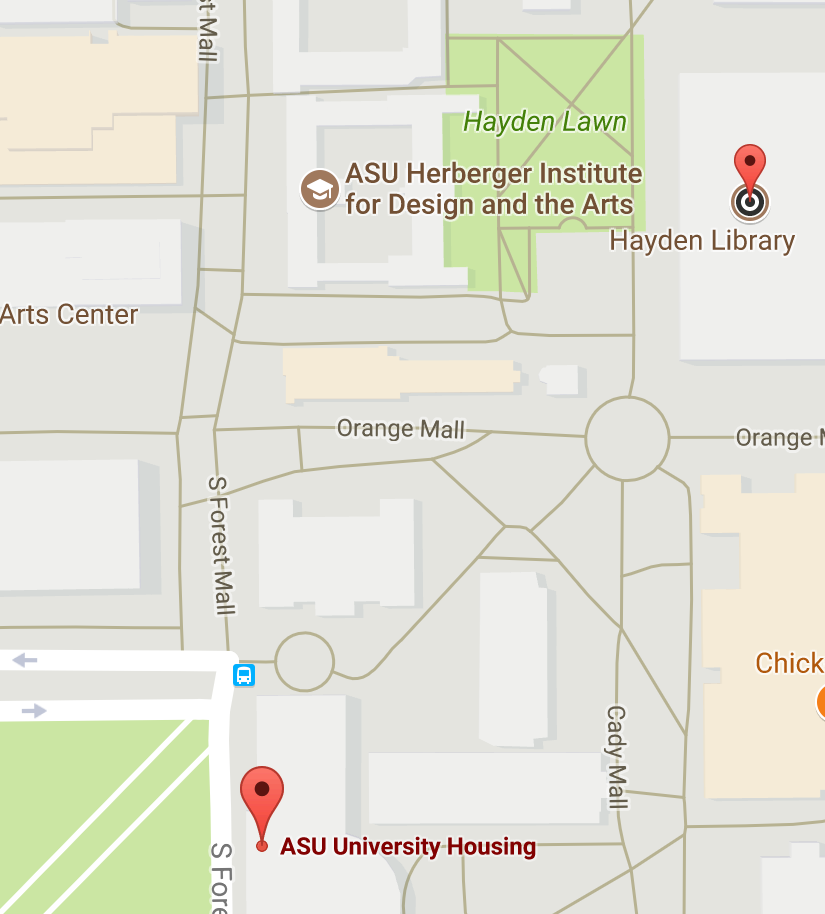 st Mall
Hayden Lawn
ASU Herberger Institute
for Design and the Arts
Hayden Library
Arts Center
Orange Mall
Orange M
S Forest Mall
Chick
Cady Mall
ASU University Housing
S Fore